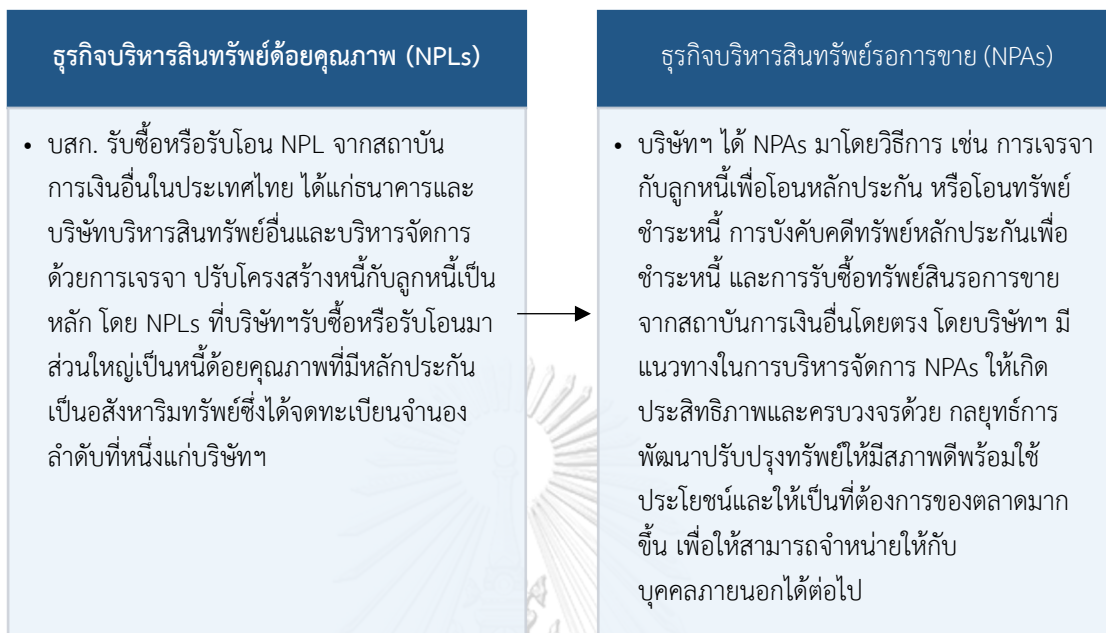 ธุรกิจบริหารสินทรัพย์ด้อยคุณภาพ (NPLs)
• บสก. รับซื้อหรือรับโอน NPL จากสถาบัน
การเงินอื่นในประเทศไทย ได้แก่ธนาคารและ
บริษัทบริหารสินทรัพย์อื่นและบริหารจัดการ
ด้วยการเจรจา ปรับโครงสร้างหนี้กับลูกหนี้เป็น
หลัก โดย NPLs ที่บริษัทฯรับซื้อหรือรับโอนมา
ส่วนใหญ่เป็นหนี้ด้อยคุณภาพที่มีหลักประกัน
เป็นอสังหาริมทรัพย์ซึ่งได้จดทะเบียนจำนอง
ลำดับที่หนึ่งแก่บริษัทฯ
ธุรกิจบริหารสินทรัพย์รอการขาย (NPAs)
• บริษัทฯ ได้ NPAs มาโดยวิธีการ เช่น การเจรจา
กับลูกหนี้เพื่อโอนหลักประกัน หรือโอนทรัพย์
ชำระหนี้ การบังคับคดีทรัพย์หลักประกันเพื่อ
ชำระหนี้ และการรับซื้อทรัพย์สินรอการขาย
จากสถาบันการเงินอื่นโดยตรง โดยบริษัทฯ มี
แนวทางในการบริหารจัดการ NPAs ให้เกิด
ประสิทธิภาพและครบวงจรด้วย กลยุทธ์การ
พัฒนาปรับปรุงทรัพย์ให้มีสภาพดีพร้อมใช้
ประโยชน์และให้เป็นที่ต้องการของตลาดมาก
ขึ้น เพื่อให้สามารถจำหน่ายให้กับ
บุคคลภายนอกได้ต่อไป